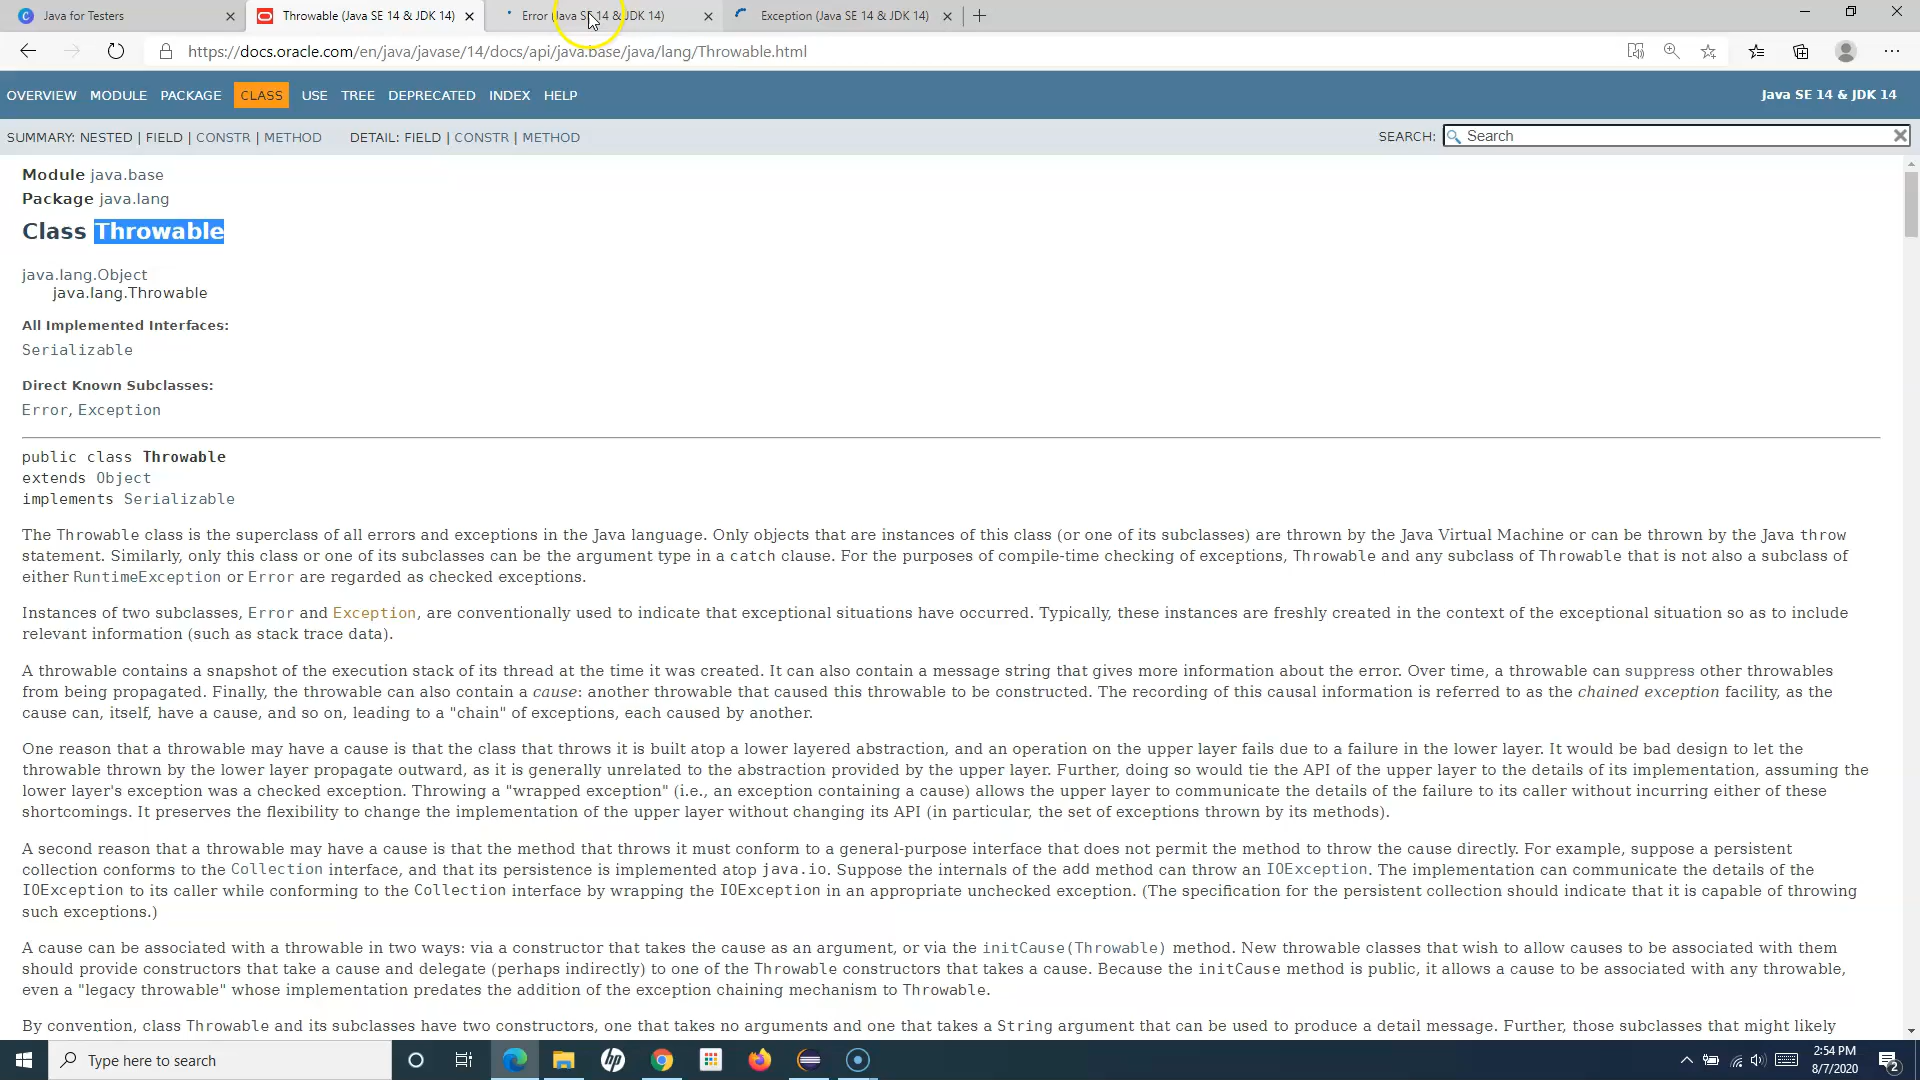 Java for Testers
Throwable (Java SE 14 & JDK 14)
Error (Java SE 14 & JDK 14)
Exception (Java SE 14 & JDK 14)
https://docs.oracle.com/en/java/javase/14/docs/api/java.base/java/lang/Throwable.html
OVERVIEW MODULE PACKAGE CLASS USE TREE DEPRECATED INDEX HELP
Java SE 14 & JDK 14
SUMMARY: NESTED | FIELD | CONSTR | METHOD DETAIL: FIELD | CONSTR | METHOD
SEARCH: Search
Module java.base
Package java.lang
Class Throwable
java.lang.Object
java.lang.Throwable
All Implemented Interfaces:
Serializable
Direct Known Subclasses:
Error, Exception
public class Throwable
extends Object
implements Serializable
The Throwable class is the superclass of all errors and exceptions in the Java language. Only objects that are instances of this class (or one of its subclasses) are thrown by the Java Virtual Machine or can be thrown by the Java throw
statement. Similarly, only this class or one of its subclasses can be the argument type in a catch clause. For the purposes of compile-time checking of exceptions, Throwable and any subclass of Throwable that is not also a subclass of
either RuntimeException or Error are regarded as checked exceptions.
Instances of two subclasses, Error and Exception, are conventionally used to indicate that exceptional situations have occurred. Typically, these instances are freshly created in the context of the exceptional situation so as to include
relevant information (such as stack trace data).
A throwable contains a snapshot of the execution stack of its thread at the time it was created. It can also contain a message string that gives more information about the error. Over time, a throwable can suppress other throwables
from being propagated. Finally, the throwable can also contain a cause: another throwable that caused this throwable to be constructed. The recording of this causal information is referred to as the chained exception facility, as the
cause can, itself, have a cause, and so on, leading to a "chain" of exceptions, each caused by another.
One reason that a throwable may have a cause is that the class that throws it is built atop a lower layered abstraction, and an operation on the upper layer fails due to a failure in the lower layer. It would be bad design to let the
throwable thrown by the lower layer propagate outward, as it is generally unrelated to the abstraction provided by the upper layer. Further, doing so would tie the API of the upper layer to the details of its implementation, assuming the
lower layer's exception was a checked exception. Throwing a "wrapped exception" (i.e., an exception containing a cause) allows the upper layer to communicate the details of the failure to its caller without incurring either of these
shortcomings. It preserves the flexibility to change the implementation of the upper layer without changing its API (in particular, the set of exceptions thrown by its methods).
A second reason that a throwable may have a cause is that the method that throws it must conform to a general-purpose interface that does not permit the method to throw the cause directly. For example, suppose a persistent
collection conforms to the Collection interface, and that its persistence is implemented atop java.io. Suppose the internals of the add method can throw an IOException. The implementation can communicate the details of the
IOException to its caller while conforming to the Collection interface by wrapping the IOException in an appropriate unchecked exception. (The specification for the persistent collection should indicate that it is capable of throwing
such exceptions.)
A cause can be associated with a throwable in two ways: via a constructor that takes the cause as an argument, or via the initCause(Throwable) method. New throwable classes that wish to allow causes to be associated with them
should provide constructors that take a cause and delegate (perhaps indirectly) to one of the Throwable constructors that takes a cause. Because the initCause method is public, it allows a cause to be associated with any throwable,
even a "legacy throwable" whose implementation predates the addition of the exception chaining mechanism to Throwable.
By convention, class Throwable and its subclasses have two constructors, one that takes no arguments and one that takes a String argument that can be used to produce a detail message. Further, those subclasses that might likely
Type here to search
hp
2:54 PM
8/7/2020
2